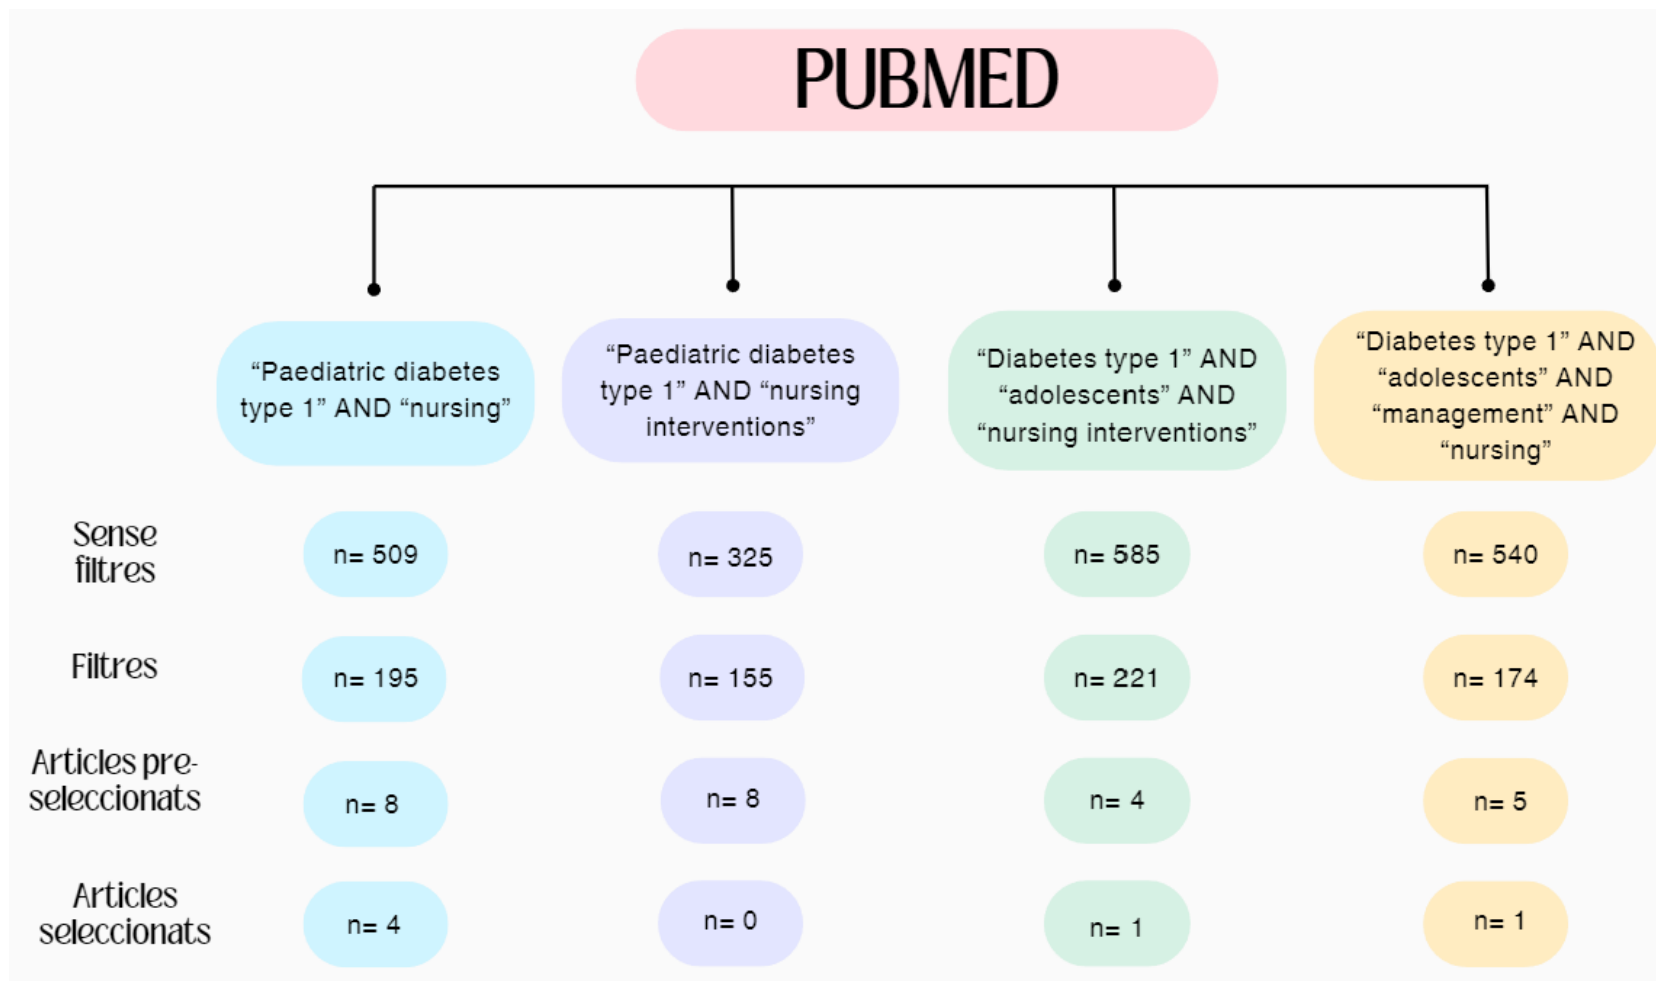 PUBMED
“Paediatric diabetes
type 1” AND “nursing”
“Paediatric diabetes
type 1” AND “nursing
interventions”
“Diabetes type 1” AND
“adolescents” AND
“nursing interventions”
“Diabetes type 1” AND
“adolescents” AND
“management” AND
“nursing”
Sense
filtres
n= 509
n= 325
n= 585
n= 540
Filtres
n= 195
n= 155
n= 221
n= 174
Articles pre-
seleccionats
n= 8
n= 8
n= 4
n= 5
Articles
seleccionats
n= 4
n= 0
n= 1
n= 1